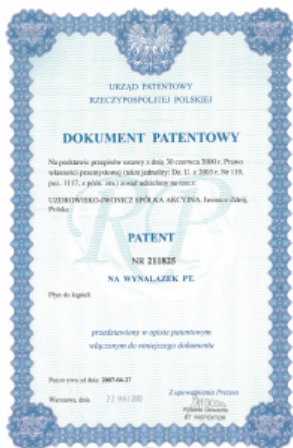 URZĄD PATENTOWY
RZECZYPOSPOLITEJ POLSKIEJ
DOKUMENT PATENTOWY
Na podstawie przepisów ustawy z dnia 30 czerwca 2000 r. Prawo
własności przemysłowej (tekst jednolity: Dz. U. z 2003 r. Nr 119,
poz. 1117, z późn. zm.) został udzielony na rzecz:
UZDROWISKO-IWONICZ SPÓŁKA AKCYJNA, Iwonicz-Zdrój,
Polska
PATENT
NR 211825
NA WYNALAZEK PT.
Płyn do kąpieli
przedstawiony w opisie patentowym
włączonym do niniejszego dokumentu
Patent trwa od dnia: 2007-04-27
Z upoważnienia Prezesa
Warszawa, dnia